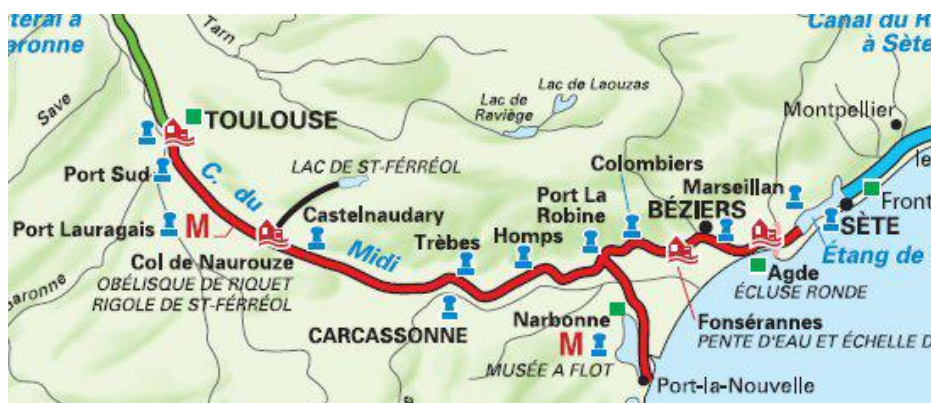 téral à
aronne
Tarn
Canal du R
à Sète
Save
TOULOUSE
Lac de
Raviège
Lac de Laouzas
Montpellier
Port Sud
C. du
LAC DE ST-FÉRRÉOL
Colombiers
le
Port Lauragais
M
Castelnaudary
Port La
Robine
Marseillan
BÉZIERS
Front
SÈTE
Midi
Trèbes
Homps
Étang de
Col de Naurouze
OBÉLISQUE DE RIQUET
RIGOLE DE ST-FÉRRÉOL
aronne
Agde
ÉCLUSE RONDE
CARCASSONNE
Narbonne
M
MUSÉE A FLOT
Fonsérannes
PENTE D'EAU ET ÉCHELLE D
Port-la-Nouvelle